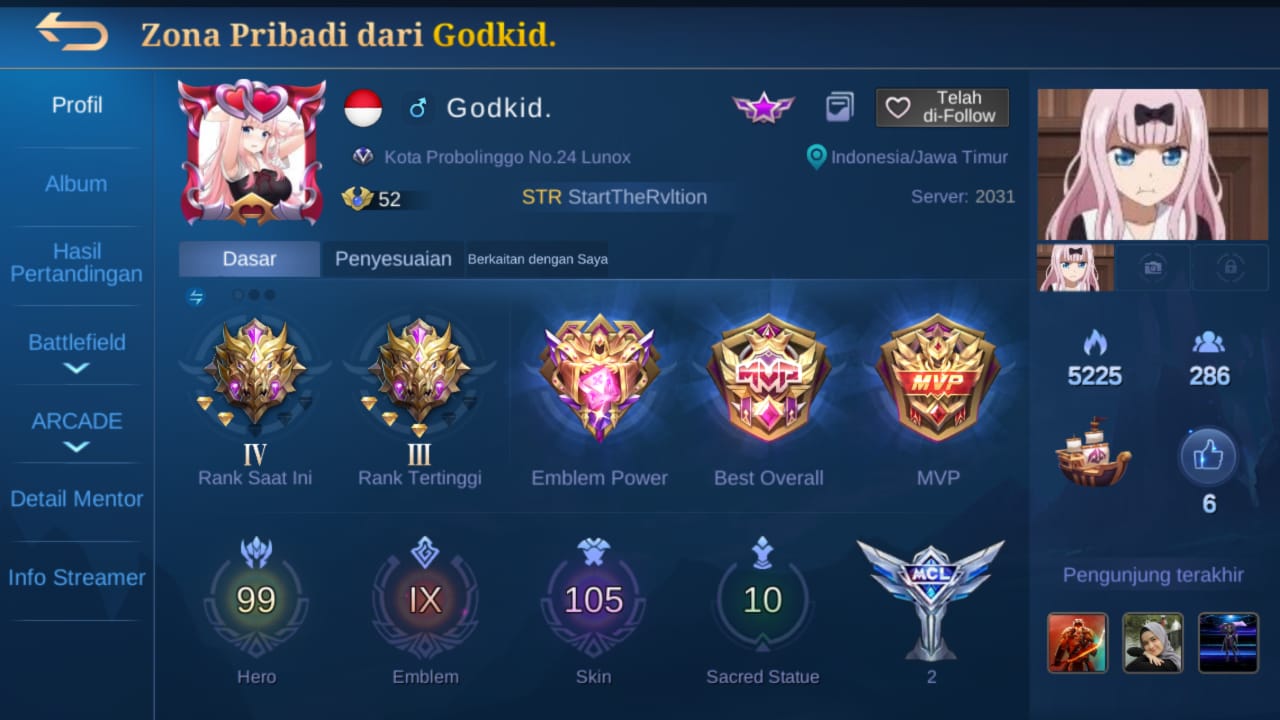 Zona Pribadi dari Godkid.
Profil
Album
Hasil
Pertandingan
Battlefield
ARCADE
Detail Mentor
Info Streamer
Godkid.
Telah
di-Follow
Kota Probolinggo No.24 Lunox
Indonesia/Jawa Timur
52
STR StartTheRvltion
Server: 2031
Dasar
Penyesuaian
Berkaitan dengan Saya
IV
Rank Saat Ini
III
Rank Tertinggi
Emblem Power
MVP
Best Overall
MVP
MVP
99
Hero
IX
Emblem
105
Skin
10
Sacred Statue
MCL
2
5225
286
6
Pengunjung terakhir